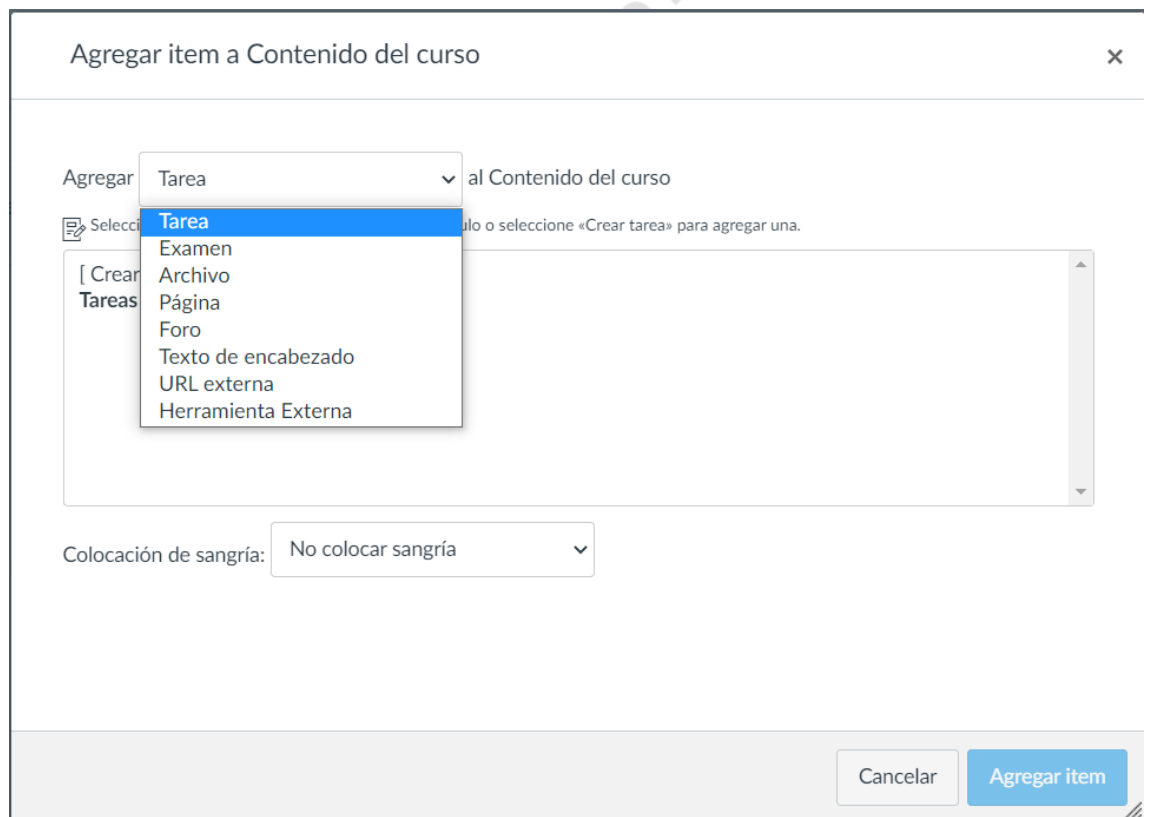 Agregar item a Contenido del curso
Agregar Tarea al Contenido del curso
Tarea
Examen
Archivo
Página
Foro
Texto de encabezado
URL externa
Herramienta Externa
o seleccione «Crear tarea» para agregar una.
[ Crear
Tareas
Colocación de sangría: No colocar sangría
Cancelar Agregar item